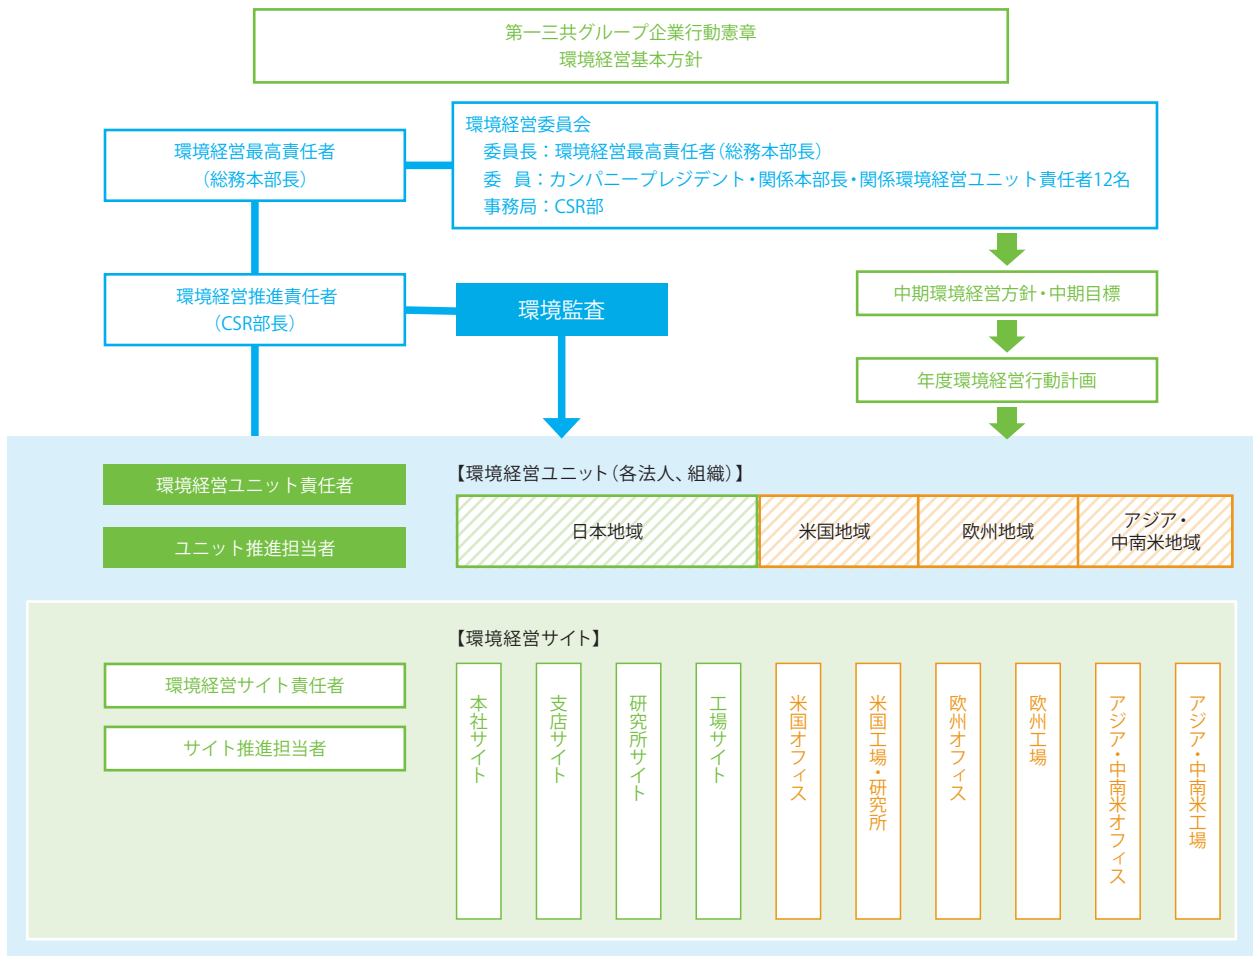 第一三共グループ企業行動憲章
環境経営基本方針
環境経営最高責任者
（総務本部長）
環境経営委員会
委員長：環境経営最高責任者（総務本部長）
委　員：カンパニープレジデント・関係本部長・関係環境経営ユニット責任者12名
事務局：CSR部
環境経営推進責任者
（CSR部長）
環境監査
中期環境経営方針・中期目標
年度環境経営行動計画
環境経営ユニット責任者
ユニット推進担当者
【環境経営ユニット（各法人、組織）】
日本地域
米国地域
欧州地域
アジア・
中南米地域
【環境経営サイト】
環境経営サイト責任者
サイト推進担当者
本社サイト
支店サイト
研究所サイト
工場サイト
米国オフィス
米国工場・研究所
欧州オフィス
欧州工場
アジア・中南米オフィス
アジア・中南米工場